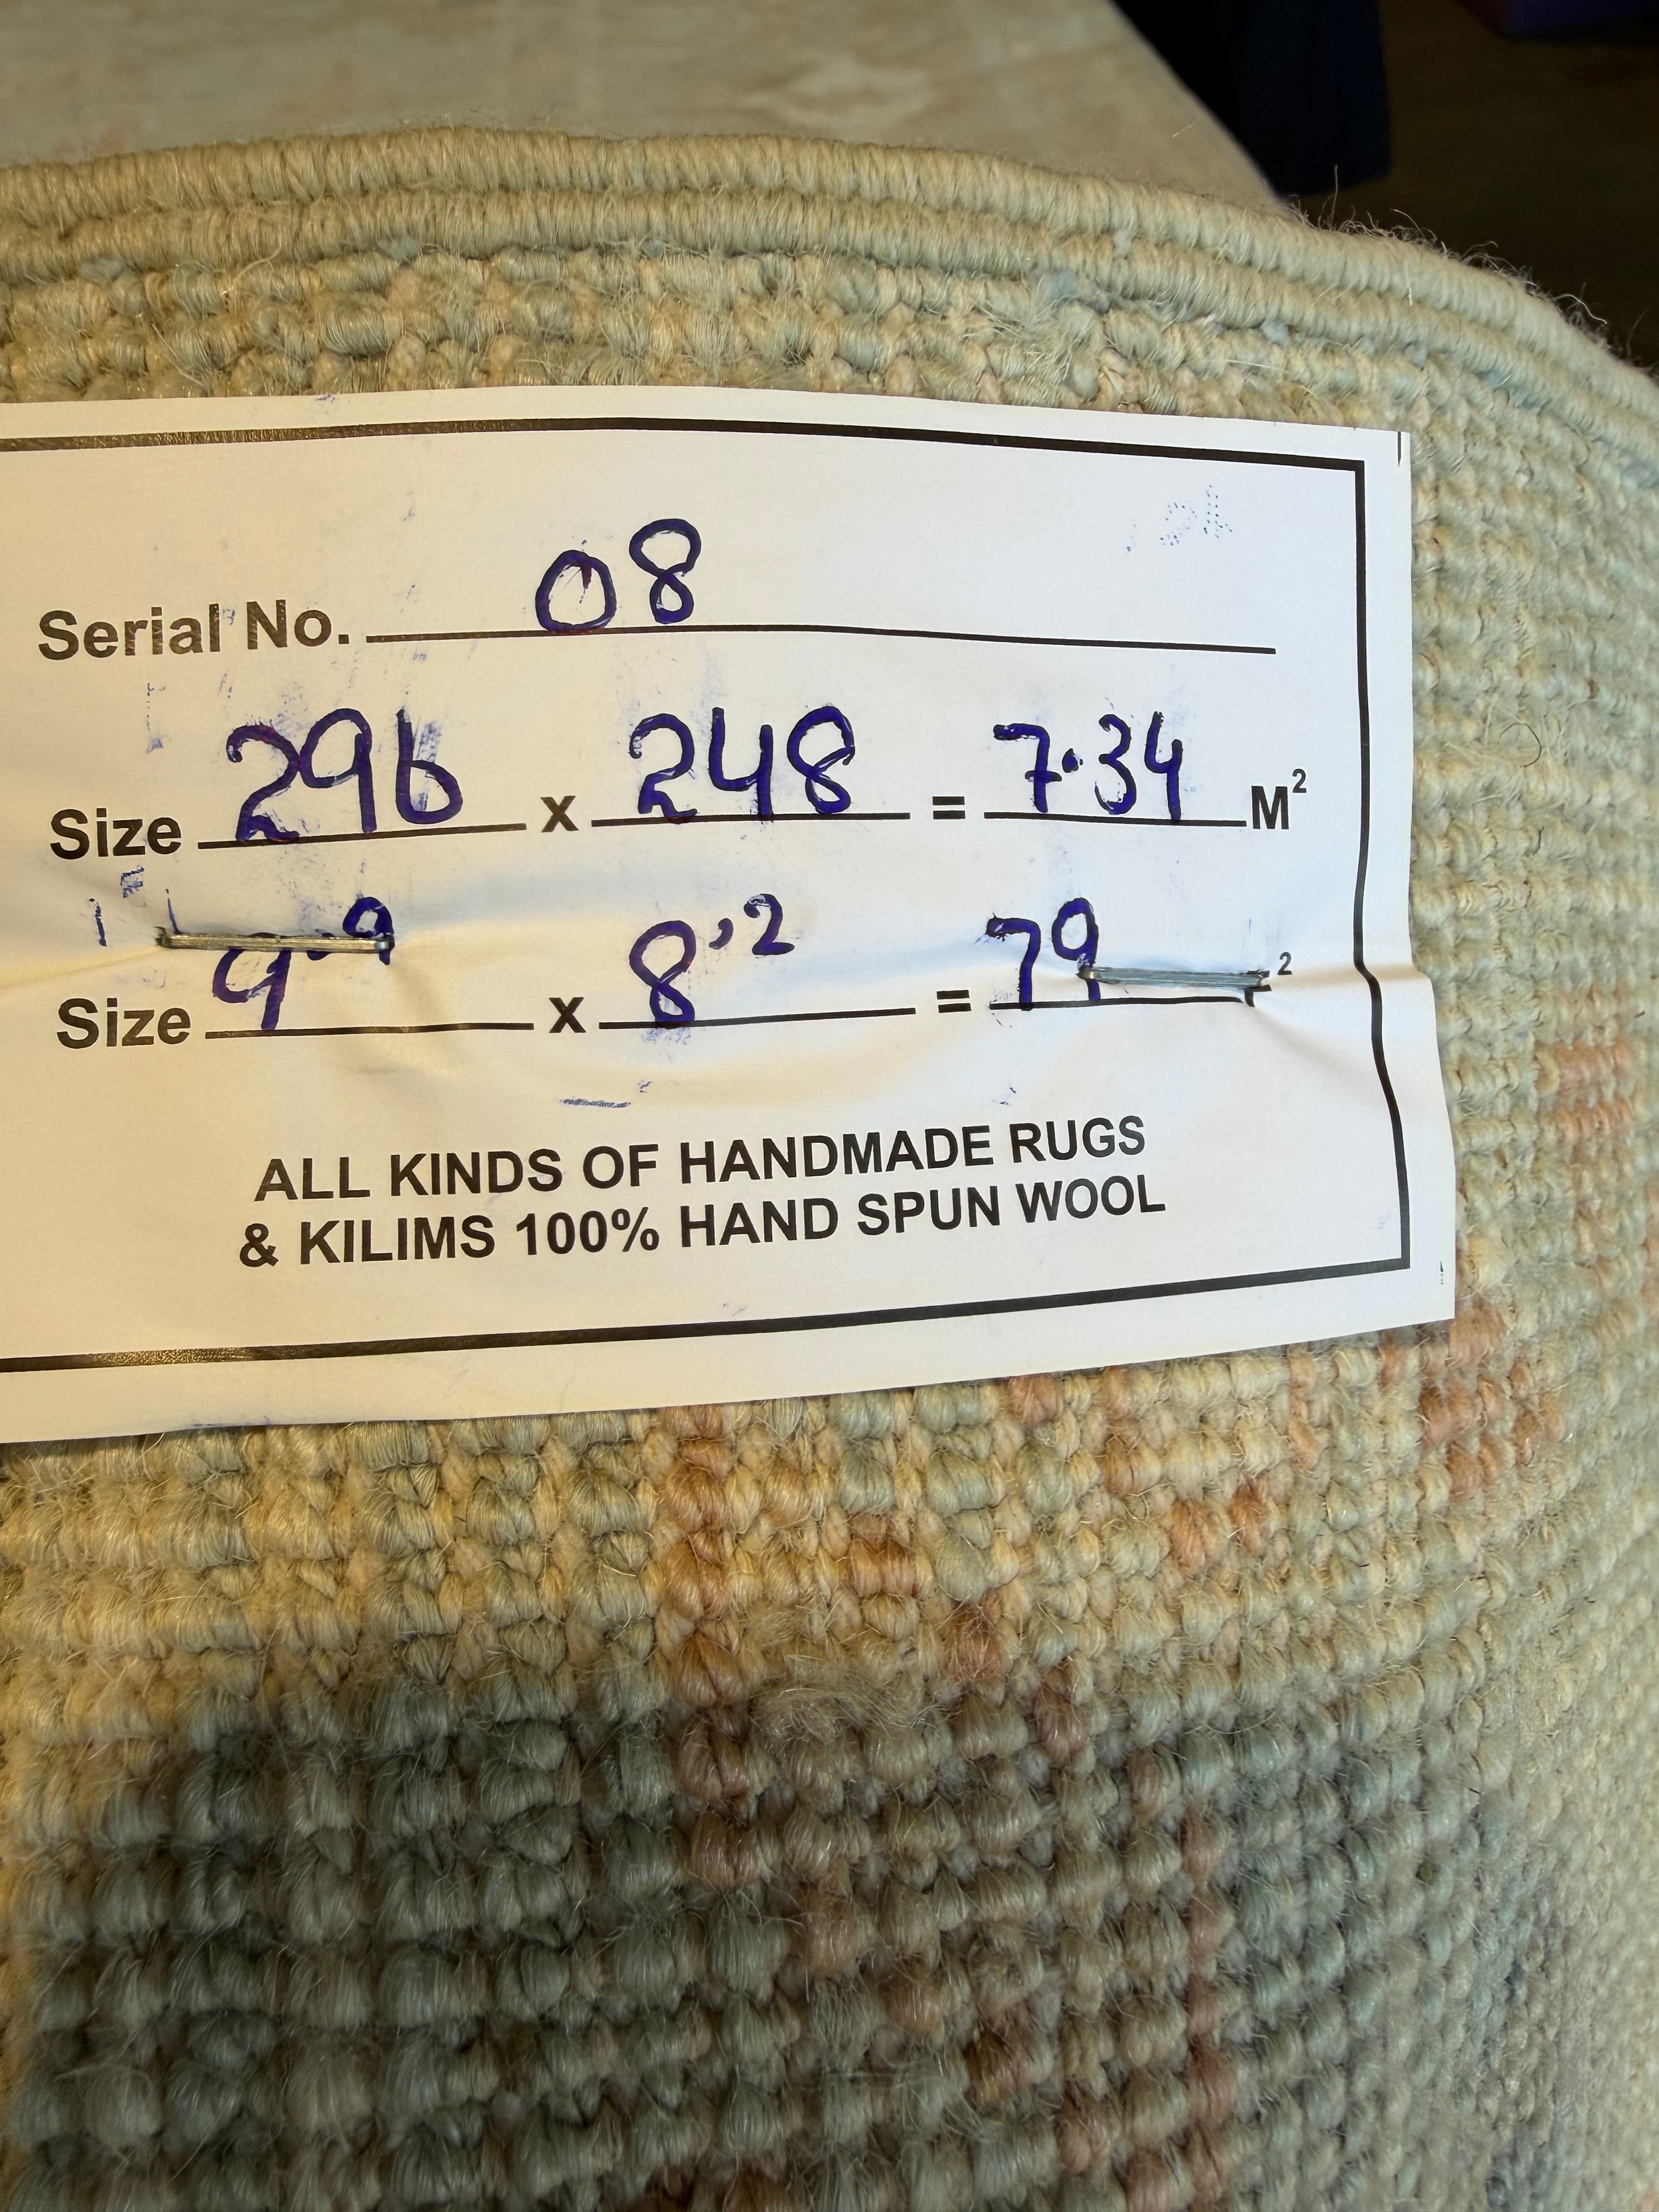 Serial No. 08
Size 296 x 248 = 7.34 M²
Size 9'9 x 8'2 = 79 ²
ALL KINDS OF HANDMADE RUGS
& KILIMS 100% HAND SPUN WOOL